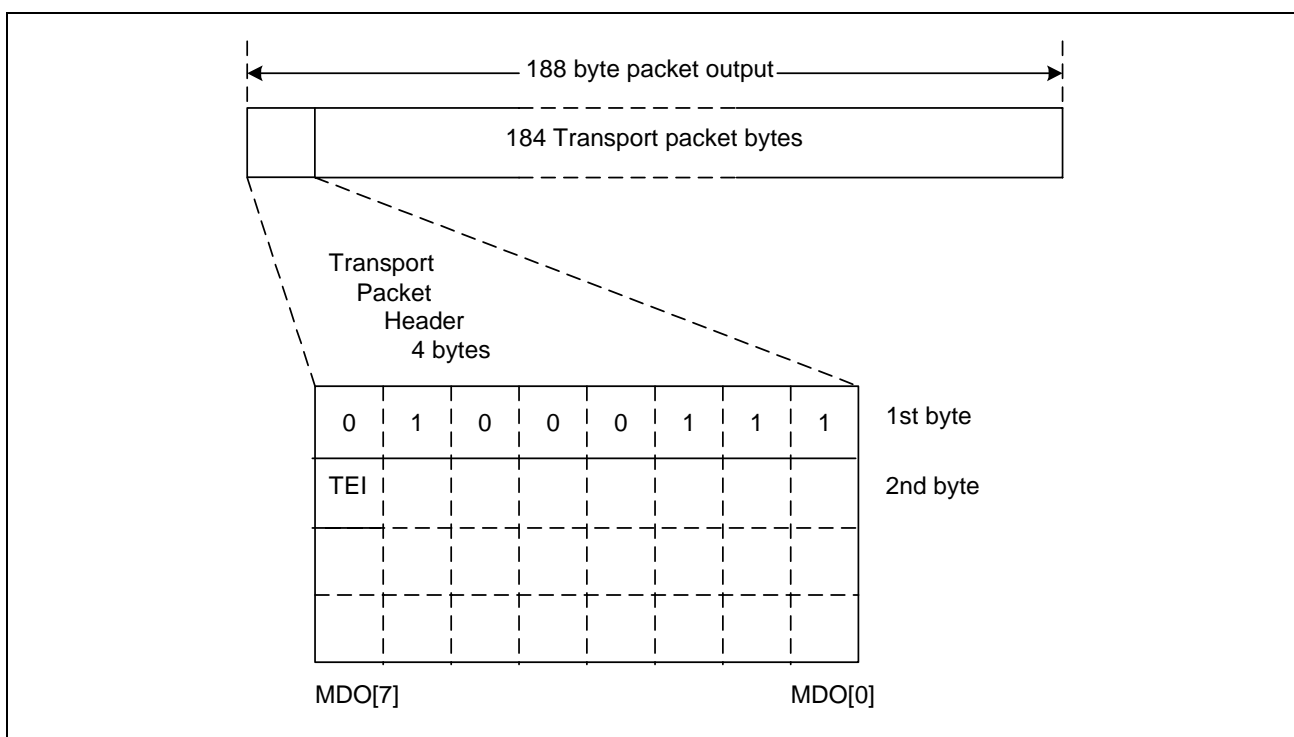 188 byte packet output
184 Transport packet bytes
Transport
Packet
Header
4 bytes
0 1 0 0 0 1 1 1 1st byte
TEI 2nd byte
MDO[7] MDO[0]